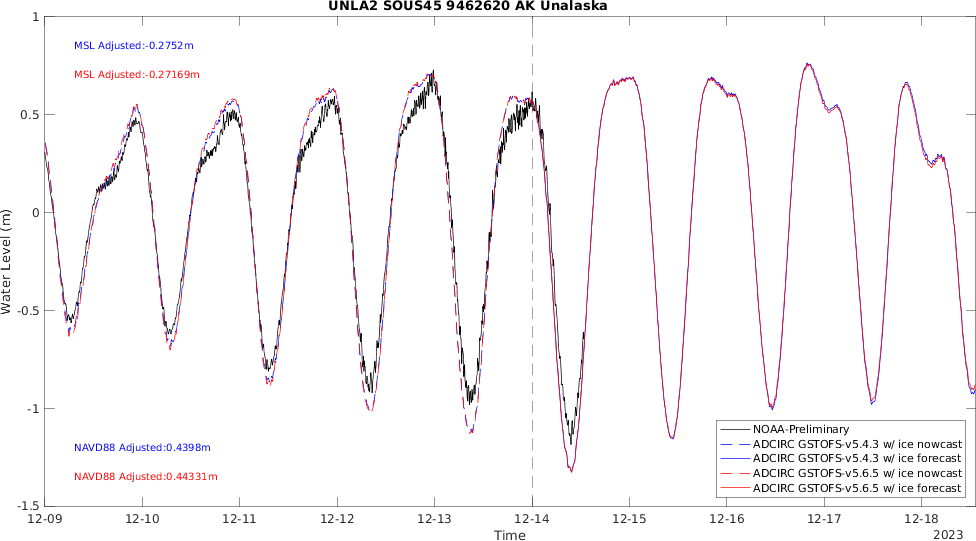 UNLA2 SOUS45 9462620 AK Unalaska
MSL Adjusted:-0.2752m
MSL Adjusted:-0.27169m
NAVD88 Adjusted:0.4398m
NAVD88 Adjusted:0.44331m
1
0.5
0
-0.5
-1
-1.5
Water Level (m)
NOAA-Preliminary
ADCIRC GSTOFS-v5.4.3 w/ ice nowcast
ADCIRC GSTOFS-v5.4.3 w/ ice forecast
ADCIRC GSTOFS-v5.6.5 w/ ice nowcast
ADCIRC GSTOFS-v5.6.5 w/ ice forecast
12-09 12-10 12-11 12-12 12-13 12-14 12-15 12-16 12-17 12-18
Time
2023